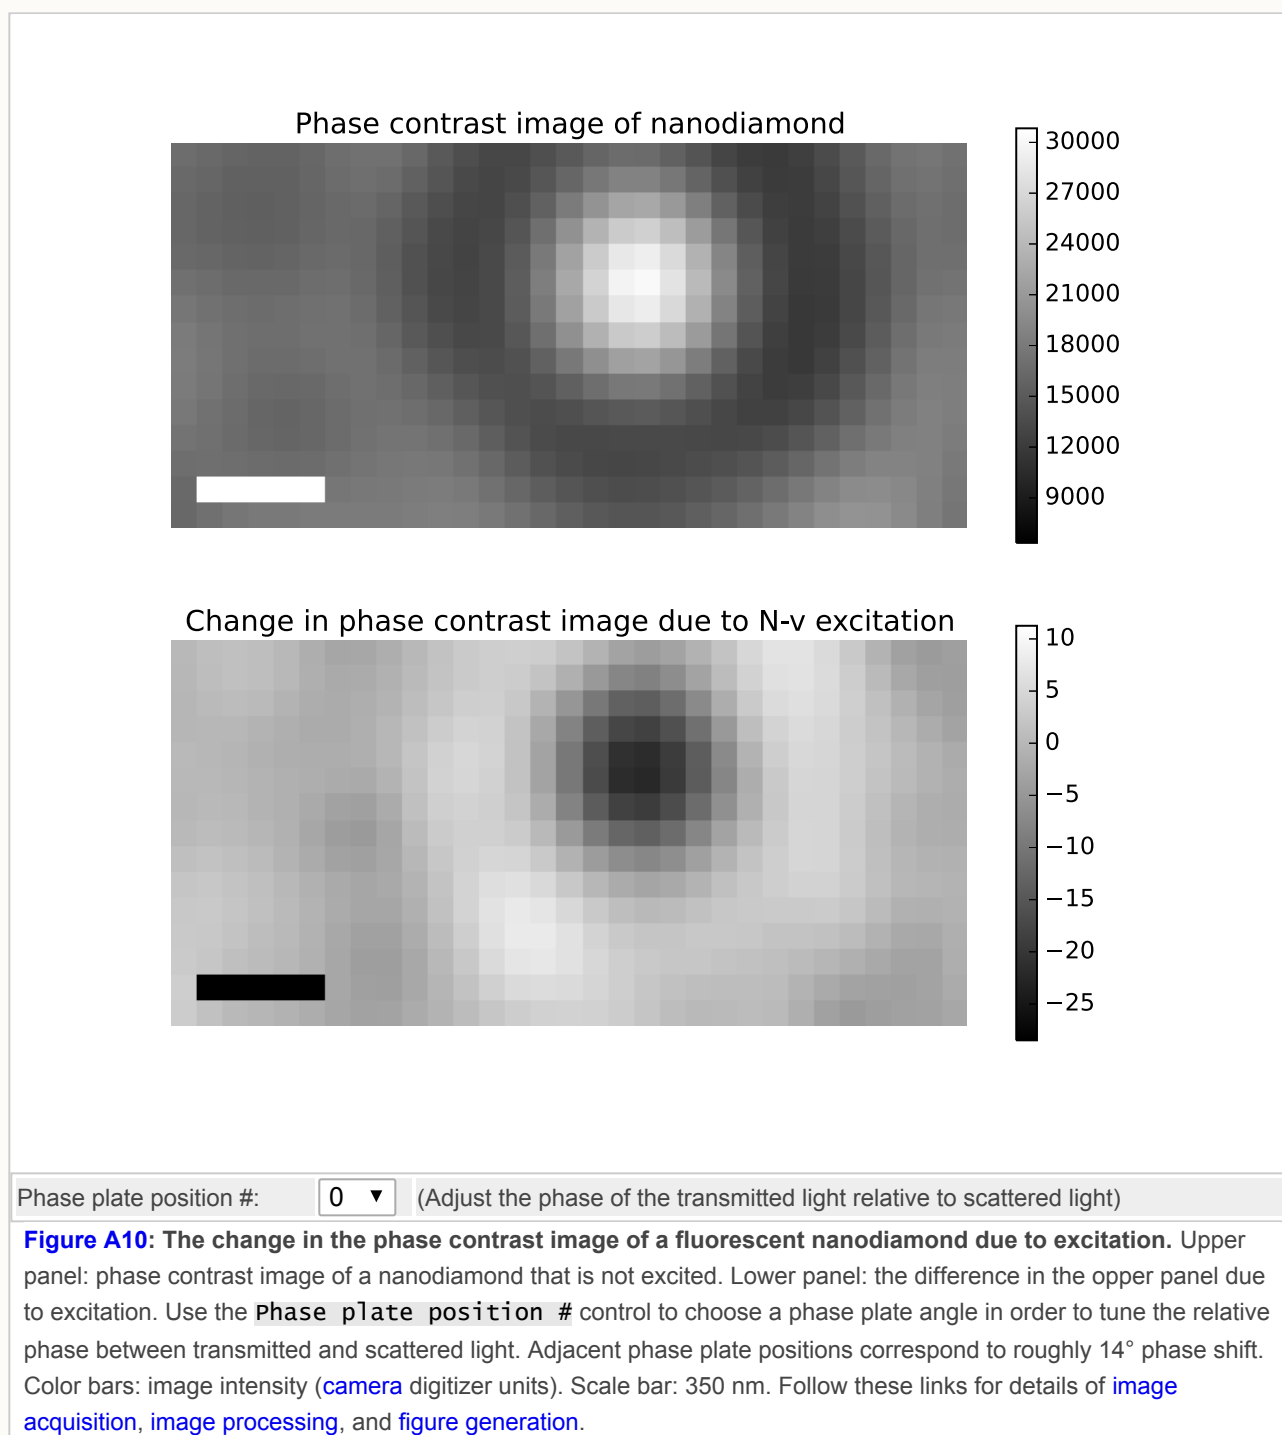 Phase contrast image of nanodiamond
30000
27000
24000
21000
18000
15000
12000
9000
Change in phase contrast image due to N-v excitation
10
5
0
−5
−10
−15
−20
−25
Phase plate position #: 0 ▼ (Adjust the phase of the transmitted light relative to scattered light)
Figure A10: The change in the phase contrast image of a fluorescent nanodiamond due to excitation. Upper
panel: phase contrast image of a nanodiamond that is not excited. Lower panel: the difference in the opper panel due
to excitation. Use the Phase plate position # control to choose a phase plate angle in order to tune the relative
phase between transmitted and scattered light. Adjacent phase plate positions correspond to roughly 14° phase shift.
Color bars: image intensity (camera digitizer units). Scale bar: 350 nm. Follow these links for details of image
acquisition, image processing, and figure generation.